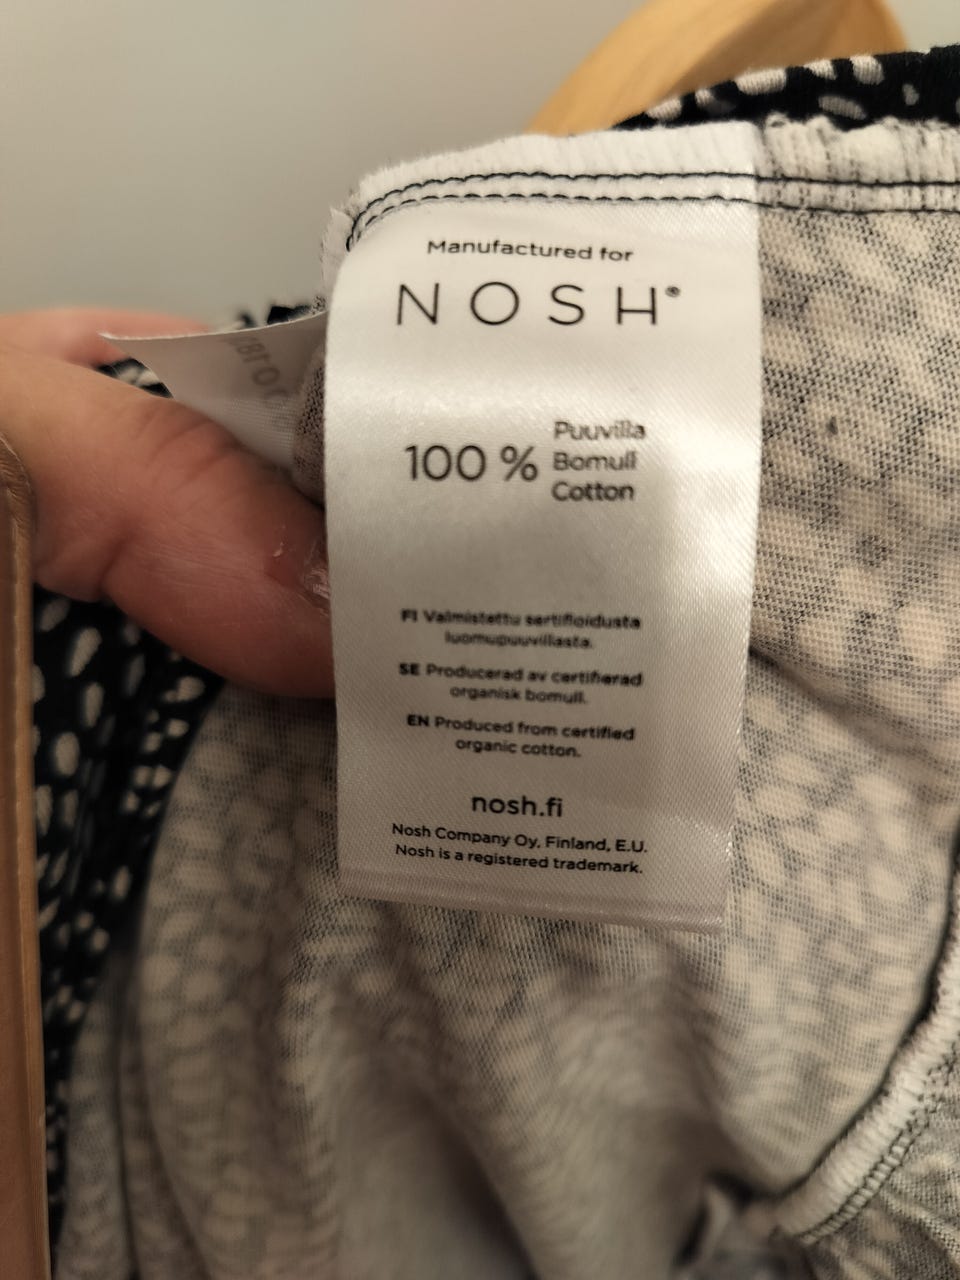 Manufactured for
NOSH®
100 %
Puuvilla
Bomull
Cotton
FI Valmistettu sertifioidusta
luomupuuvillasta.
SE Producerad av certifierad
organisk bomull.
EN Produced from certified
organic cotton.
nosh.fi
Nosh Company Oy, Finland, E.U.
Nosh is a registered trademark.